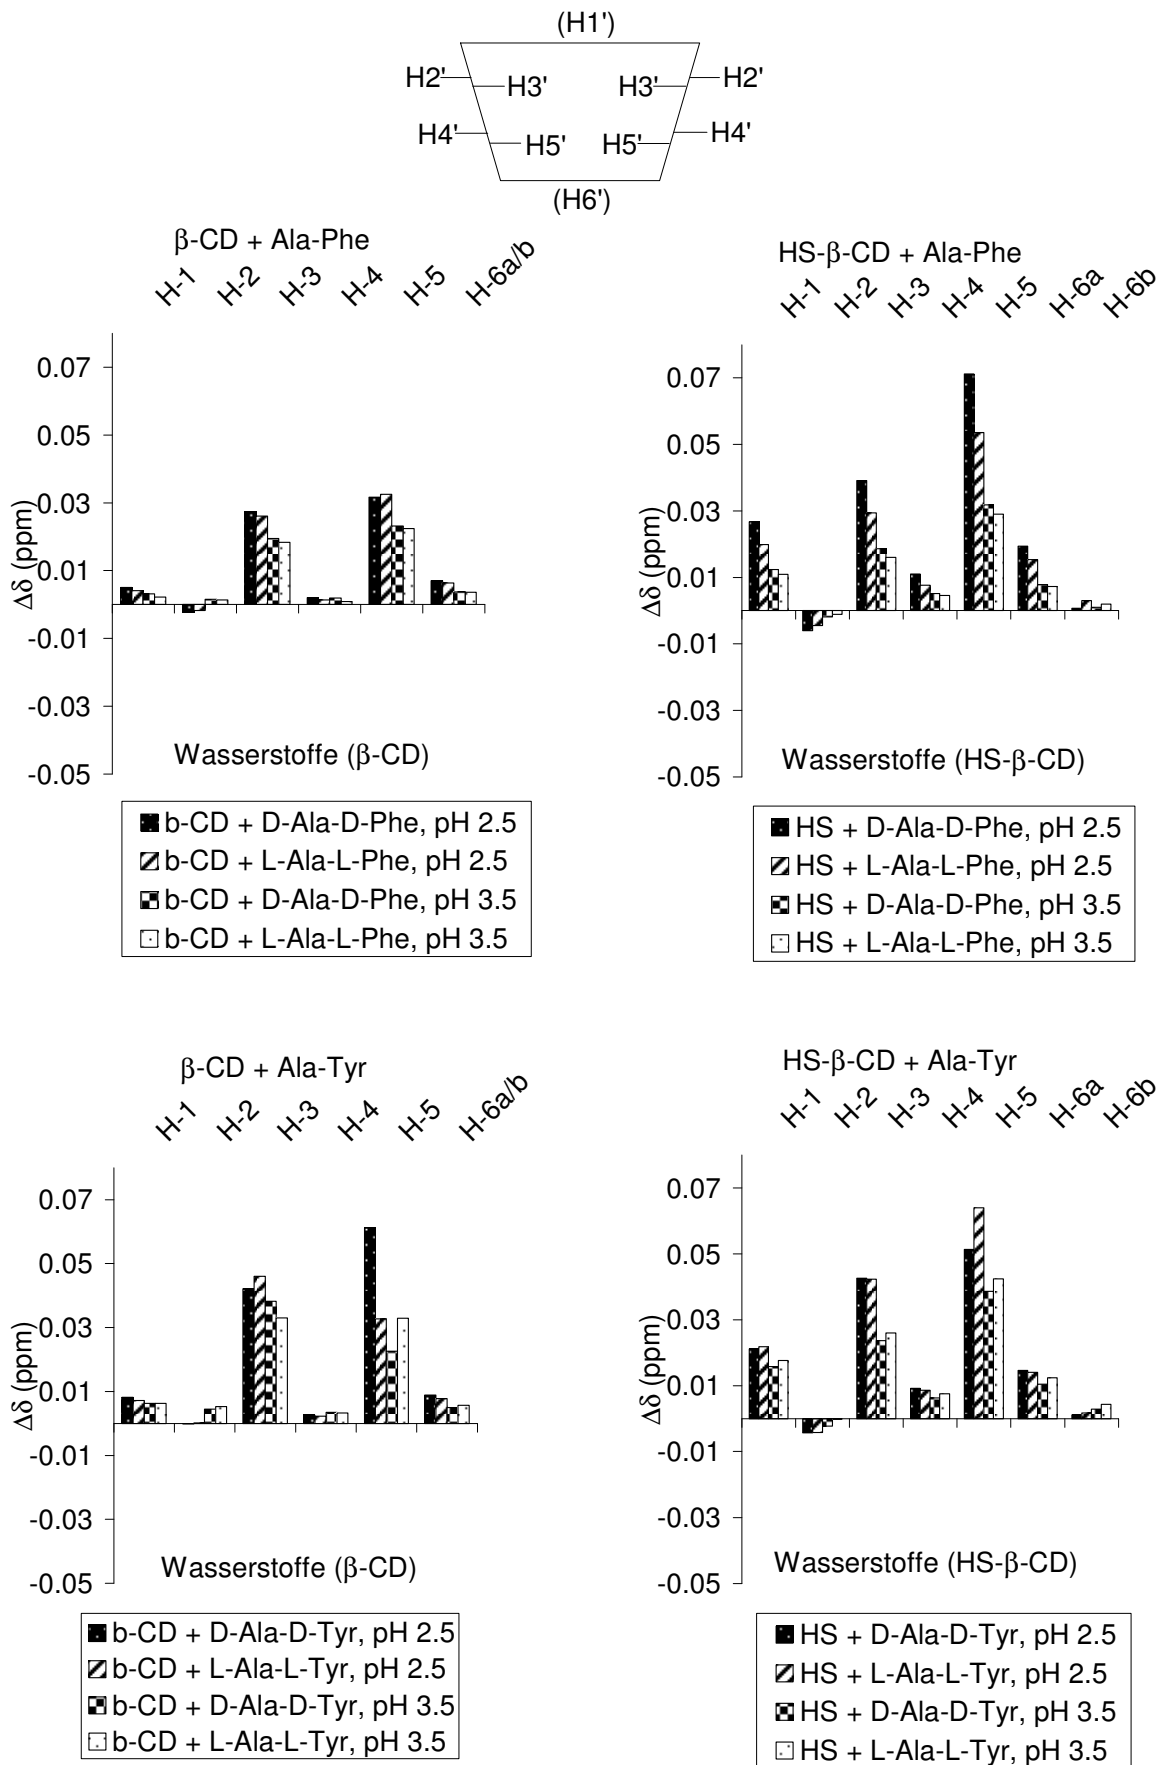 (H1')
H2' H3' H3' H2'
H4' H5' H5' H4'
(H6')
β-CD + Ala-Phe
H-1 H-2 H-3 H-4 H-5 H-6a/b
0.07
0.05
0.03
0.01
-0.01
-0.03
-0.05
Δδ (ppm)
Wasserstoffe (β-CD)
b-CD + D-Ala-D-Phe, pH 2.5
b-CD + L-Ala-L-Phe, pH 2.5
b-CD + D-Ala-D-Phe, pH 3.5
b-CD + L-Ala-L-Phe, pH 3.5
HS-β-CD + Ala-Phe
H-1 H-2 H-3 H-4 H-5 H-6a H-6b
0.07
0.05
0.03
0.01
-0.01
-0.03
-0.05
Δδ (ppm)
Wasserstoffe (HS-β-CD)
HS + D-Ala-D-Phe, pH 2.5
HS + L-Ala-L-Phe, pH 2.5
HS + D-Ala-D-Phe, pH 3.5
HS + L-Ala-L-Phe, pH 3.5
β-CD + Ala-Tyr
H-1 H-2 H-3 H-4 H-5 H-6a/b
0.07
0.05
0.03
0.01
-0.01
-0.03
-0.05
Δδ (ppm)
Wasserstoffe (β-CD)
b-CD + D-Ala-D-Tyr, pH 2.5
b-CD + L-Ala-L-Tyr, pH 2.5
b-CD + D-Ala-D-Tyr, pH 3.5
b-CD + L-Ala-L-Tyr, pH 3.5
HS-β-CD + Ala-Tyr
H-1 H-2 H-3 H-4 H-5 H-6a H-6b
0.07
0.05
0.03
0.01
-0.01
-0.03
-0.05
Δδ (ppm)
Wasserstoffe (HS-β-CD)
HS + D-Ala-D-Tyr, pH 2.5
HS + L-Ala-L-Tyr, pH 2.5
HS + D-Ala-D-Tyr, pH 3.5
HS + L-Ala-L-Tyr, pH 3.5